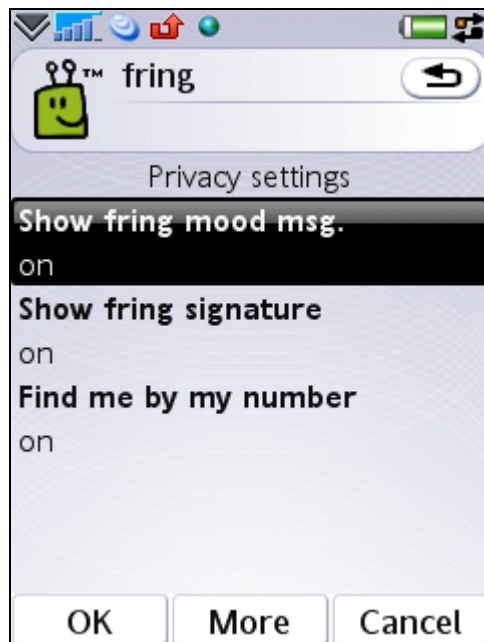 ™ fring
Privacy settings
Show fring mood msg.
on
Show fring signature
on
Find me by my number
on
OK More Cancel